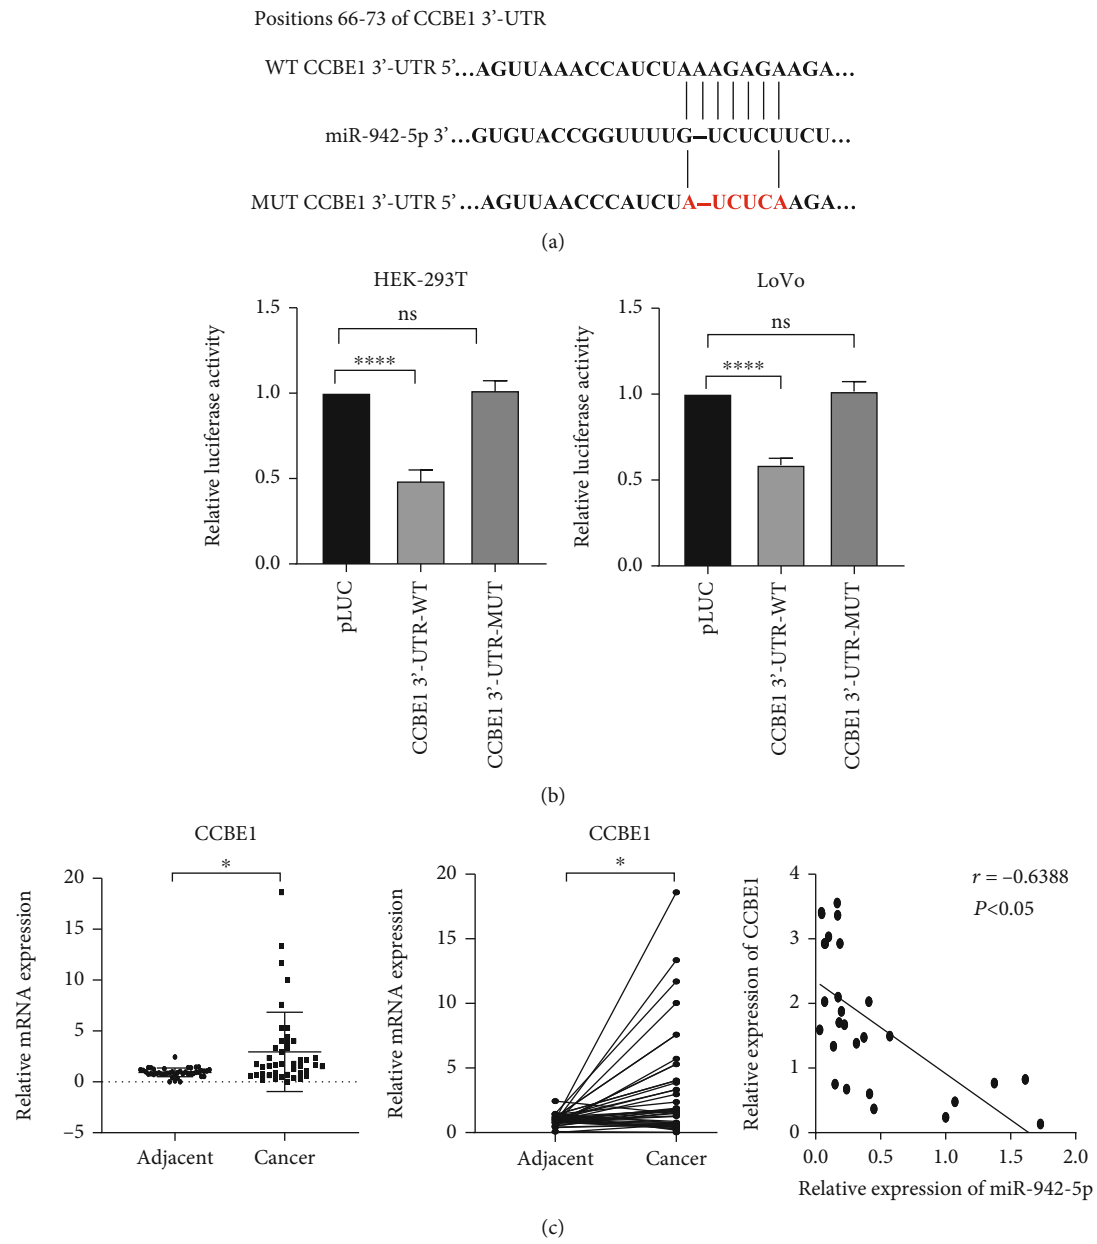 Positions 66-73 of CCBE1 3’-UTR
WT CCBE1 3’-UTR 5’…AGUUAAACCAUCUAAAGAGAAGA…
miR-942-5p 3’…GUGUACCGGUUUUG–UCUCUUCU…
MUT CCBE1 3’-UTR 5’…AGUUAACCCAUCUA–UCUCAAGA…
(a)
HEK-293T
Relative luciferase activity
1.5
1.0
0.5
0.0
ns
****
pLUC
CCBE1 3’-UTR-WT
CCBE1 3’-UTR-MUT
LoVo
Relative luciferase activity
1.5
1.0
0.5
0.0
ns
****
pLUC
CCBE1 3’-UTR-WT
CCBE1 3’-UTR-MUT
(b)
CCBE1
*
Relative mRNA expression
20
15
10
5
0
–5
Adjacent
Cancer
CCBE1
*
Relative mRNA expression
20
15
10
5
0
Adjacent
Cancer
r = –0.6388
P<0.05
Relative expression of CCBE1
4
3
2
1
0
0.0
0.5
1.0
1.5
2.0
Relative expression of miR-942-5p
(c)